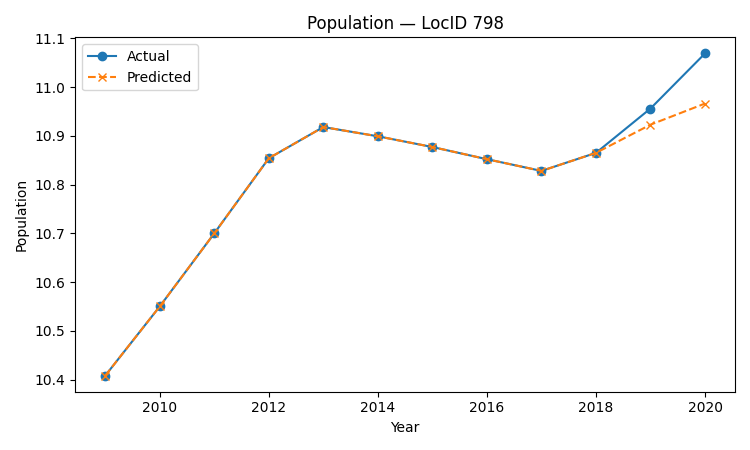 Population — LocID 798
Actual
Predicted
Population
11.1
11.0
10.9
10.8
10.7
10.6
10.5
10.4
2010 2012 2014 2016 2018 2020
Year